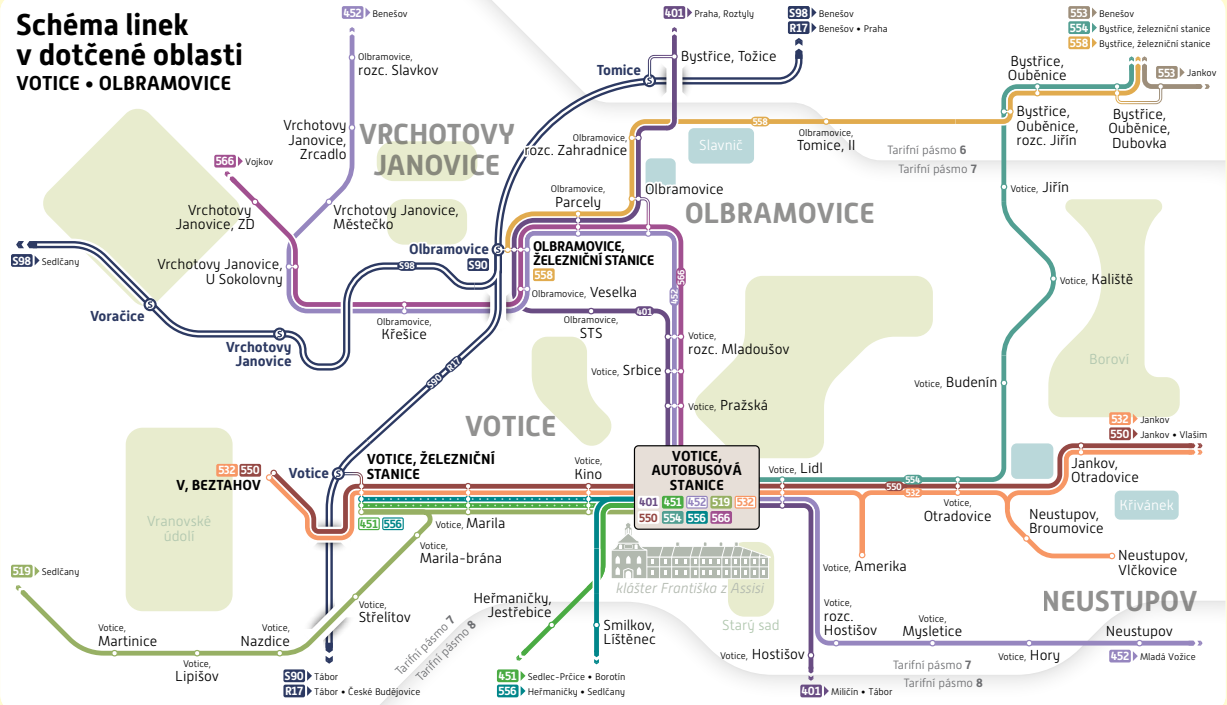 Schéma linek
v dotčené oblasti
VOTICE • OLBRAMOVICE
452 Benešov
401 Praha, Roztyly
S98 Benešov
R17 Benešov • Praha
553 Benešov
554 Bystřice, železniční stanice
558 Bystřice, železniční stanice
553 Jankov
Olbramovice,
rozc. Slavkov
Tomice
Bystřice, Tožice
Bystřice,
Ouběnice
Bystřice,
Ouběnice,
rozc. Jiřín
Bystřice,
Ouběnice,
Dubovka
Vrchotovy
Janovice,
Zrcadlo
VRCHOTOVY
JANOVICE
Olbramovice,
rozc. Zahradnice
Slavnič
558
Olbramovice,
Tomice, II
Tarifní pásmo 6
Tarifní pásmo 7
566 Vojkov
Vrchotovy
Janovice, ZD
Vrchotovy Janovice,
Městečko
Olbramovice,
Parcely
Olbramovice
OLBRAMOVICE
Votice, Jiřín
S98 Sedlčany
Vrchotovy Janovice,
U Sokolovny
S98
Olbramovice
S90
OLBRAMOVICE,
ŽELEZNIČNÍ STANICE
558
Olbramovice, Veselka
452
566
Votice, Kaliště
Voračice
Vrchotovy
Janovice
Olbramovice,
Křešice
Olbramovice,
STS
401
Votice,
rozc. Mladoušov
Votice, Srbice
Votice, Pražská
Boroví
Votice, Budenín
S90
R17
VOTICE
532 Jankov
550 Jankov • Vlašim
532 550
V, BEZTAHOV
Votice
VOTICE, ŽELEZNIČNÍ
STANICE
Votice,
Kino
VOTICE,
AUTOBUSOVÁ
STANICE
401 451 452 519 532
550 554 556 566
Votice, Lidl
554
550
532
Jankov,
Otradovice
Votice,
Otradovice
Křivánek
Vranovské
údolí
451 556
Votice, Marila
Votice,
Marila-brána
Neustupov,
Broumovice
Neustupov,
Vlčkovice
Votice, Amerika
klášter Františka z Assisi
519 Sedlčany
Votice,
Martinice
Votice,
Nazdice
Votice,
Lipišov
Votice,
Střelítov
Heřmaničky,
Jestřebice
Smilkov,
Líštěnec
Starý sad
Votice,
rozc.
Hostišov
Votice,
Mysletice
NEUSTUPOV
Neustupov
452 Mladá Vožice
Votice, Hory
Votice, Hostišov
Tarifní pásmo 7
Tarifní pásmo 8
Tarifní pásmo 7
Tarifní pásmo 8
S90 Tábor
R17 Tábor • České Budějovice
451 Sedlec-Prčice • Borotín
556 Heřmaničky • Sedlčany
401 Miličín • Tábor